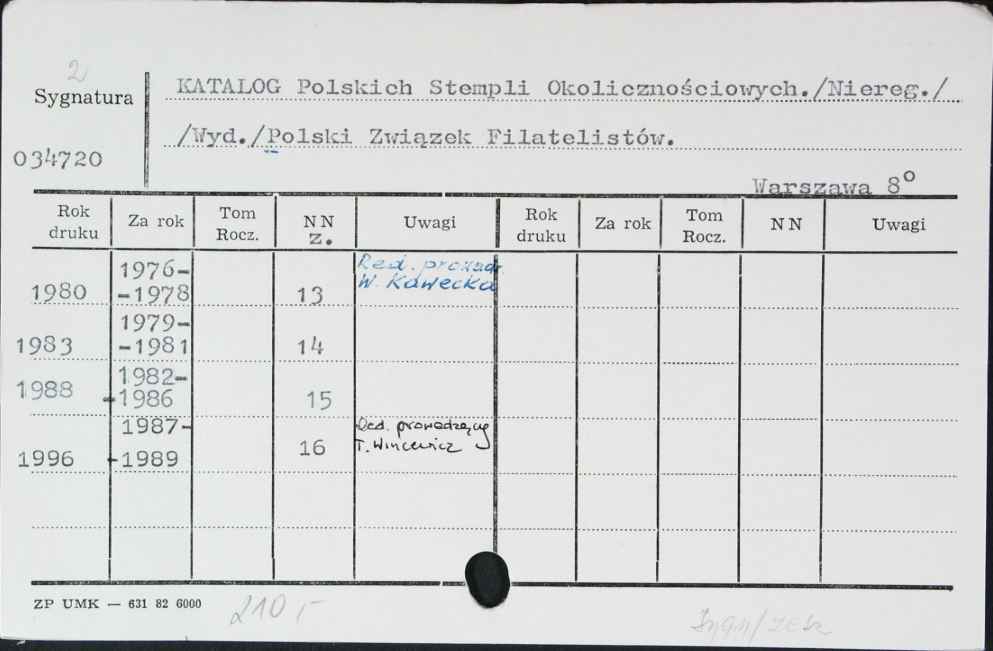 2
Sygnatura
KATALOG Polskich Stempli Okolicznościowych./Niereg./
/Wyd./Polski Związek Filatelistów.
034720
Warszawa 8°
Rok druku Za rok Tom Rocz. NN z. Uwagi Rok druku Za rok Tom Rocz. NN Uwagi
1976- Red. prowadz.
1980 -1978 13 W. Kawecka
1979-
1983 -1981 14
1982-
1988 -1986 15
1987- Red. prowadzący
1996 -1989 16 T. Wincewicz
ZP UMK — 631 82 6000
210,-